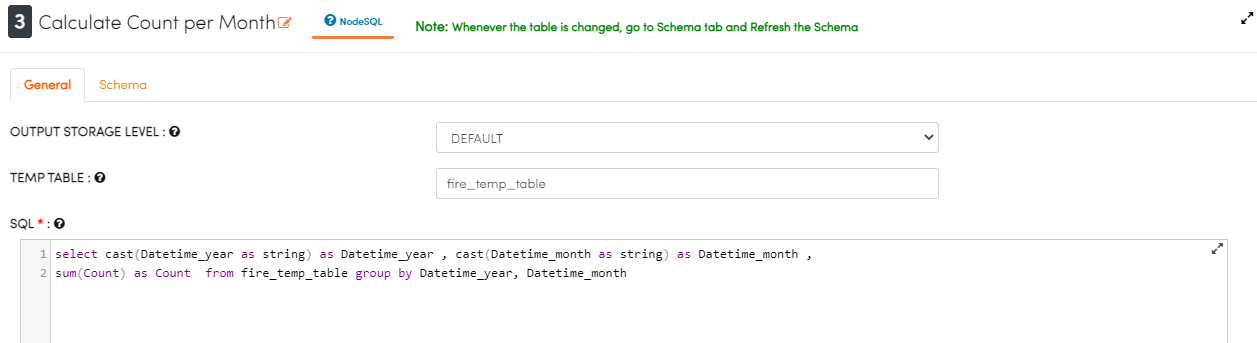 3 Calculate Count per Month NodeSQL Note: Whenever the table is changed, go to Schema tab and Refresh the Schema
General Schema
OUTPUT STORAGE LEVEL : DEFAULT
TEMP TABLE : fire_temp_table
SQL * :
1 select cast(Datetime_year as string) as Datetime_year , cast(Datetime_month as string) as Datetime_month ,
2 sum(Count) as Count  from fire_temp_table group by Datetime_year, Datetime_month